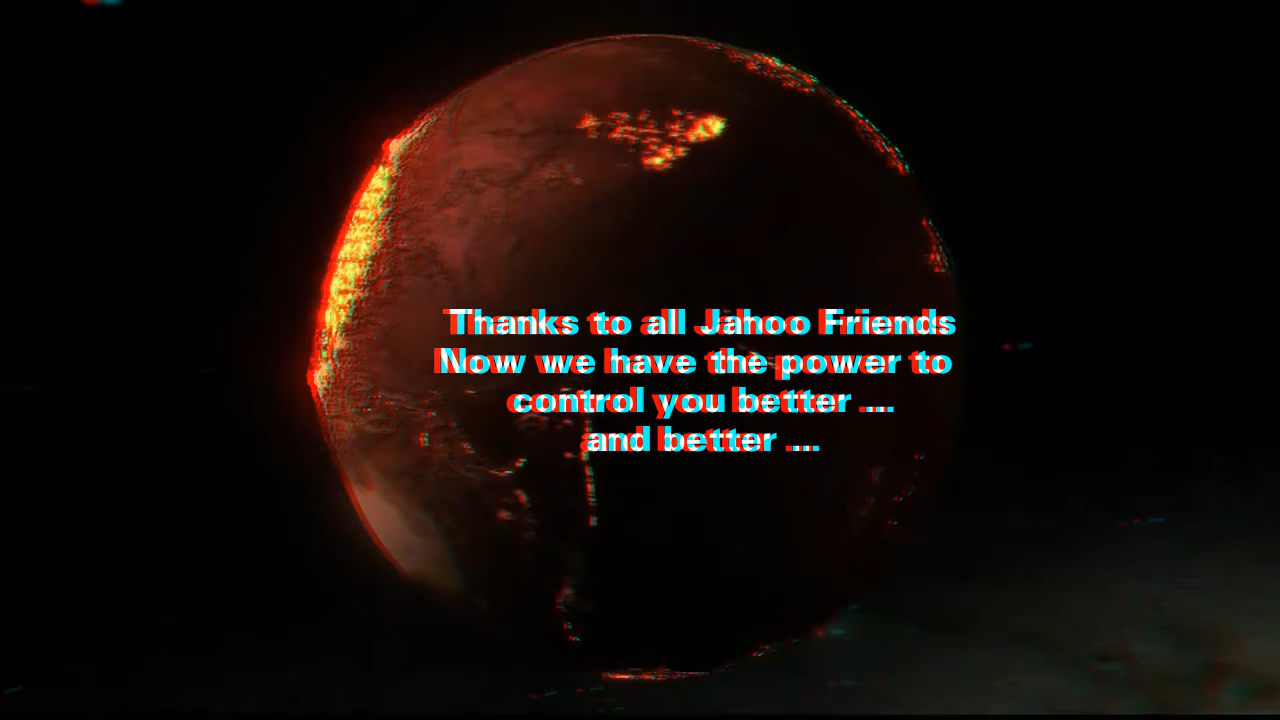 Thanks to all Jahoo Friends
Now we have the power to
control you better ...
and better ...